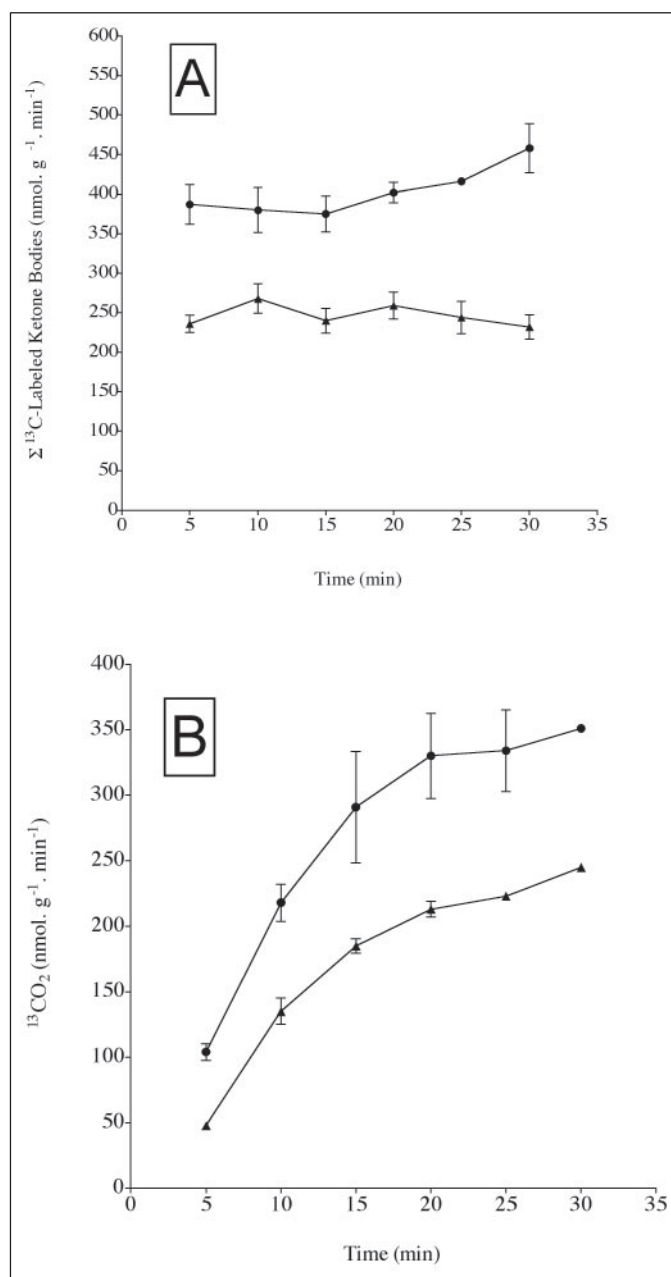 A
Σ ¹³C-Labeled Ketone Bodies (nmol. g ⁻¹. min⁻¹)
600
550
500
450
400
350
300
250
200
150
100
50
0
0 5 10 15 20 25 30 35
Time (min)
B
¹³CO₂ (nmol. g⁻¹. min⁻¹)
400
350
300
250
200
150
100
50
0
0 5 10 15 20 25 30 35
Time (min)